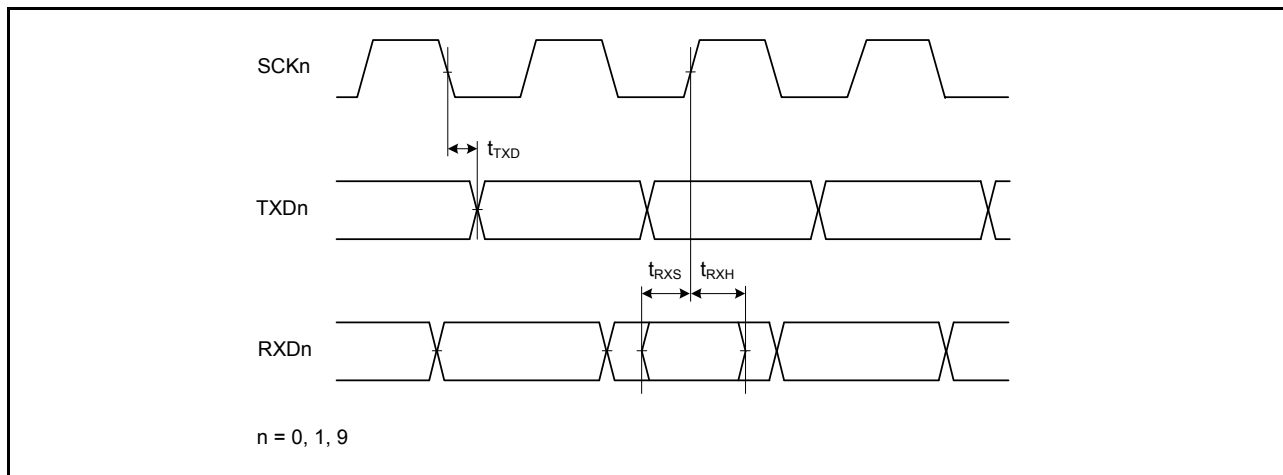 SCKn
tTXD
TXDn
tRXS tRXH
RXDn
n = 0, 1, 9